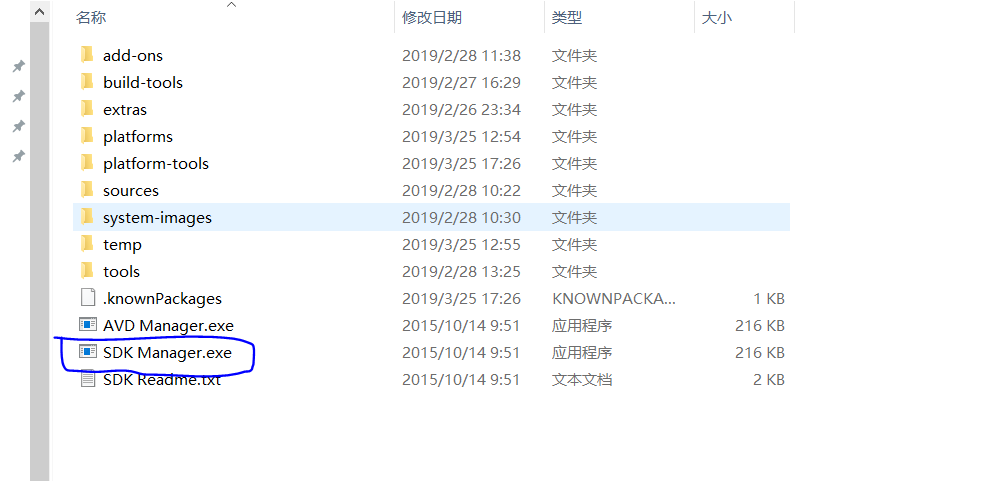 名称 修改日期 类型 大小
add-ons 2019/2/28 11:38 文件夹
build-tools 2019/2/27 16:29 文件夹
extras 2019/2/26 23:34 文件夹
platforms 2019/3/25 12:54 文件夹
platform-tools 2019/3/25 17:26 文件夹
sources 2019/2/28 10:22 文件夹
system-images 2019/2/28 10:30 文件夹
temp 2019/3/25 12:55 文件夹
tools 2019/2/28 13:25 文件夹
.knownPackages 2019/3/25 17:26 KNOWNPACKA... 1 KB
AVD Manager.exe 2015/10/14 9:51 应用程序 216 KB
SDK Manager.exe 2015/10/14 9:51 应用程序 216 KB
SDK Readme.txt 2015/10/14 9:51 文本文档 2 KB